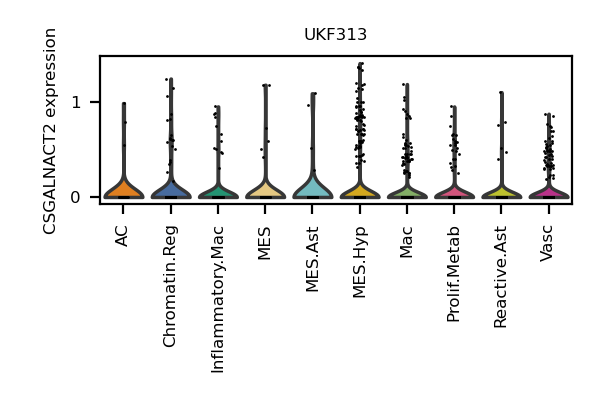 UKF313
CSGALNACT2 expression
1
0
AC
Chromatin.Reg
Inflammatory.Mac
MES
MES.Ast
MES.Hyp
Mac
Prolif.Metab
Reactive.Ast
Vasc